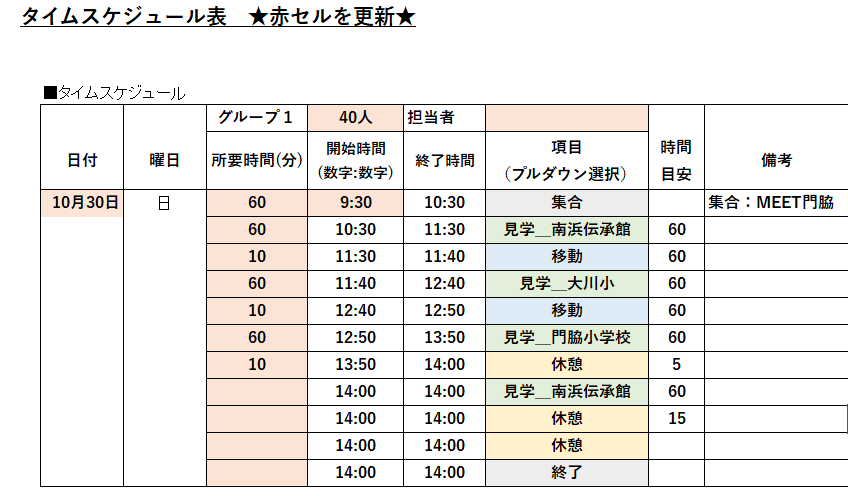 タイムスケジュール表　★赤セルを更新★
■タイムスケジュール
グループ１ 40人 担当者
日付 曜日 所要時間(分) 開始時間 (数字:数字) 終了時間 項目 (プルダウン選択) 時間 目安 備考
10月30日 日 60 9:30 10:30 集合 集合：MEET門脇
60 10:30 11:30 見学＿南浜伝承館 60
10 11:30 11:40 移動 60
60 11:40 12:40 見学＿大川小 60
10 12:40 12:50 移動 60
60 12:50 13:50 見学＿門脇小学校 60
10 13:50 14:00 休憩 5
14:00 14:00 見学＿南浜伝承館 60
14:00 14:00 休憩 15
14:00 14:00 休憩
14:00 14:00 終了